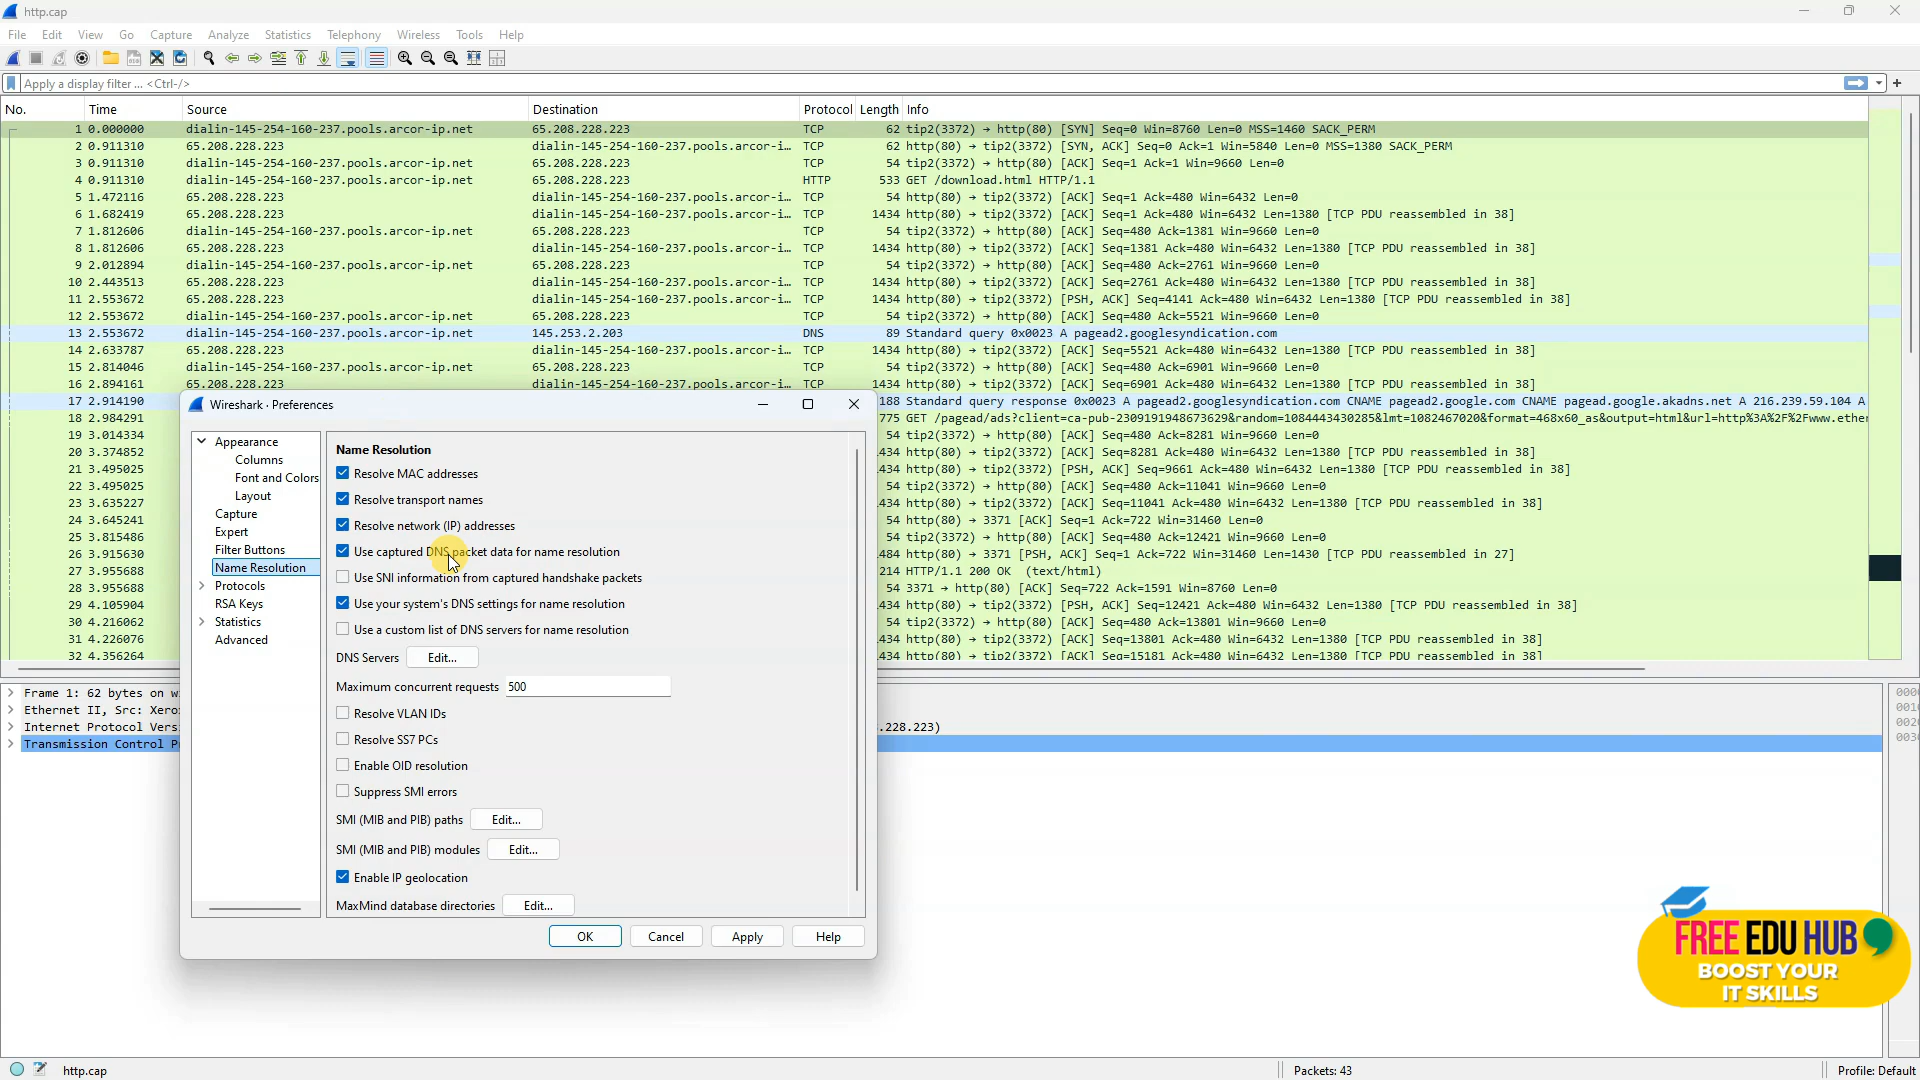 http.cap
File Edit View Go Capture Analyze Statistics Telephony Wireless Tools Help
Apply a display filter ... <Ctrl-/>
No. Time Source Destination Protocol Length Info
1 0.000000 dialin-145-254-160-237.pools.arcor-ip.net 65.208.228.223 TCP 62 tip2(3372) → http(80) [SYN] Seq=0 Win=8760 Len=0 MSS=1460 SACK_PERM
2 0.911310 65.208.228.223 dialin-145-254-160-237.pools.arcor-i… TCP 62 http(80) → tip2(3372) [SYN, ACK] Seq=0 Ack=1 Win=5840 Len=0 MSS=1380 SACK_PERM
3 0.911310 dialin-145-254-160-237.pools.arcor-ip.net 65.208.228.223 TCP 54 tip2(3372) → http(80) [ACK] Seq=1 Ack=1 Win=9660 Len=0
4 0.911310 dialin-145-254-160-237.pools.arcor-ip.net 65.208.228.223 HTTP 533 GET /download.html HTTP/1.1
5 1.472116 65.208.228.223 dialin-145-254-160-237.pools.arcor-i… TCP 54 http(80) → tip2(3372) [ACK] Seq=1 Ack=480 Win=6432 Len=0
6 1.682419 65.208.228.223 dialin-145-254-160-237.pools.arcor-i… TCP 1434 http(80) → tip2(3372) [ACK] Seq=1 Ack=480 Win=6432 Len=1380 [TCP PDU reassembled in 38]
7 1.812606 dialin-145-254-160-237.pools.arcor-ip.net 65.208.228.223 TCP 54 tip2(3372) → http(80) [ACK] Seq=480 Ack=1381 Win=9660 Len=0
8 1.812606 65.208.228.223 dialin-145-254-160-237.pools.arcor-i… TCP 1434 http(80) → tip2(3372) [ACK] Seq=1381 Ack=480 Win=6432 Len=1380 [TCP PDU reassembled in 38]
9 2.012894 dialin-145-254-160-237.pools.arcor-ip.net 65.208.228.223 TCP 54 tip2(3372) → http(80) [ACK] Seq=480 Ack=2761 Win=9660 Len=0
10 2.443513 65.208.228.223 dialin-145-254-160-237.pools.arcor-i… TCP 1434 http(80) → tip2(3372) [ACK] Seq=2761 Ack=480 Win=6432 Len=1380 [TCP PDU reassembled in 38]
11 2.553672 65.208.228.223 dialin-145-254-160-237.pools.arcor-i… TCP 1434 http(80) → tip2(3372) [PSH, ACK] Seq=4141 Ack=480 Win=6432 Len=1380 [TCP PDU reassembled in 38]
12 2.553672 dialin-145-254-160-237.pools.arcor-ip.net 65.208.228.223 TCP 54 tip2(3372) → http(80) [ACK] Seq=480 Ack=5521 Win=9660 Len=0
13 2.553672 dialin-145-254-160-237.pools.arcor-ip.net 145.253.2.203 DNS 89 Standard query 0x0023 A pagead2.googlesyndication.com
14 2.633787 65.208.228.223 dialin-145-254-160-237.pools.arcor-i… TCP 1434 http(80) → tip2(3372) [ACK] Seq=5521 Ack=480 Win=6432 Len=1380 [TCP PDU reassembled in 38]
15 2.814046 dialin-145-254-160-237.pools.arcor-ip.net 65.208.228.223 TCP 54 tip2(3372) → http(80) [ACK] Seq=480 Ack=6901 Win=9660 Len=0
16 2.894161 65.208.228.223 dialin-145-254-160-237.pools.arcor-i… TCP 1434 http(80) → tip2(3372) [ACK] Seq=6901 Ack=480 Win=6432 Len=1380 [TCP PDU reassembled in 38]
17 2.914190 188 Standard query response 0x0023 A pagead2.googlesyndication.com CNAME pagead2.google.com CNAME pagead.google.akadns.net A 216.239.59.104 A
18 2.984291 775 GET /pagead/ads?client=ca-pub-2309191948673629&random=1084443430285&lmt=1082467020&format=468x60_as&output=html&url=http%3A%2F%2Fwww.ether
19 3.014334 54 tip2(3372) → http(80) [ACK] Seq=480 Ack=8281 Win=9660 Len=0
20 3.374852 434 http(80) → tip2(3372) [ACK] Seq=8281 Ack=480 Win=6432 Len=1380 [TCP PDU reassembled in 38]
21 3.495025 434 http(80) → tip2(3372) [PSH, ACK] Seq=9661 Ack=480 Win=6432 Len=1380 [TCP PDU reassembled in 38]
22 3.495025 54 tip2(3372) → http(80) [ACK] Seq=480 Ack=11041 Win=9660 Len=0
23 3.635227 434 http(80) → tip2(3372) [ACK] Seq=11041 Ack=480 Win=6432 Len=1380 [TCP PDU reassembled in 38]
24 3.645241 54 http(80) → 3371 [ACK] Seq=1 Ack=722 Win=31460 Len=0
25 3.815486 54 tip2(3372) → http(80) [ACK] Seq=480 Ack=12421 Win=9660 Len=0
26 3.915630 484 http(80) → 3371 [PSH, ACK] Seq=1 Ack=722 Win=31460 Len=1430 [TCP PDU reassembled in 27]
27 3.955688 214 HTTP/1.1 200 OK (text/html)
28 3.955688 54 3371 → http(80) [ACK] Seq=722 Ack=1591 Win=8760 Len=0
29 4.105904 434 http(80) → tip2(3372) [PSH, ACK] Seq=12421 Ack=480 Win=6432 Len=1380 [TCP PDU reassembled in 38]
30 4.216062 54 tip2(3372) → http(80) [ACK] Seq=480 Ack=13801 Win=9660 Len=0
31 4.226076 434 http(80) → tip2(3372) [ACK] Seq=13801 Ack=480 Win=6432 Len=1380 [TCP PDU reassembled in 38]
32 4.356264 434 http(80) → tip2(3372) [ACK] Seq=15181 Ack=480 Win=6432 Len=1380 [TCP PDU reassembled in 38]
Wireshark · Preferences
Appearance
Columns
Font and Colors
Layout
Capture
Expert
Filter Buttons
Name Resolution
Protocols
RSA Keys
Statistics
Advanced
Name Resolution
Resolve MAC addresses
Resolve transport names
Resolve network (IP) addresses
Use captured DNS packet data for name resolution
Use SNI information from captured handshake packets
Use your system's DNS settings for name resolution
Use a custom list of DNS servers for name resolution
DNS Servers Edit...
Maximum concurrent requests 500
Resolve VLAN IDs
Resolve SS7 PCs
Enable OID resolution
Suppress SMI errors
SMI (MIB and PIB) paths Edit...
SMI (MIB and PIB) modules Edit...
Enable IP geolocation
MaxMind database directories Edit...
OK Cancel Apply Help
Frame 1: 62 bytes on w
Ethernet II, Src: Xero
Internet Protocol Vers .228.223)
Transmission Control P
0000
0010
0020
0030
FREE EDU HUB
BOOST YOUR
IT SKILLS
http.cap Packets: 43 Profile: Default